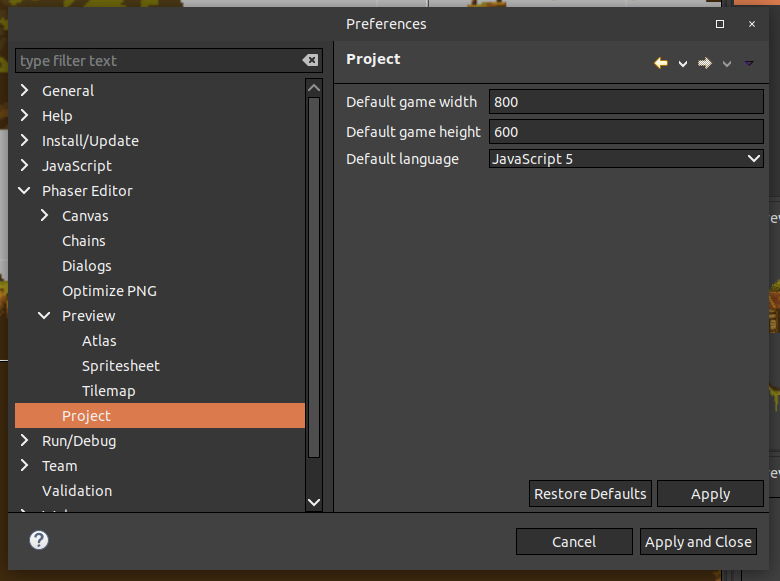 Preferences
type filter text
General
Help
Install/Update
JavaScript
Phaser Editor
Canvas
Chains
Dialogs
Optimize PNG
Preview
Atlas
Spritesheet
Tilemap
Project
Run/Debug
Team
Validation
Project
Default game width 800
Default game height 600
Default language JavaScript 5
Restore Defaults Apply
Cancel Apply and Close